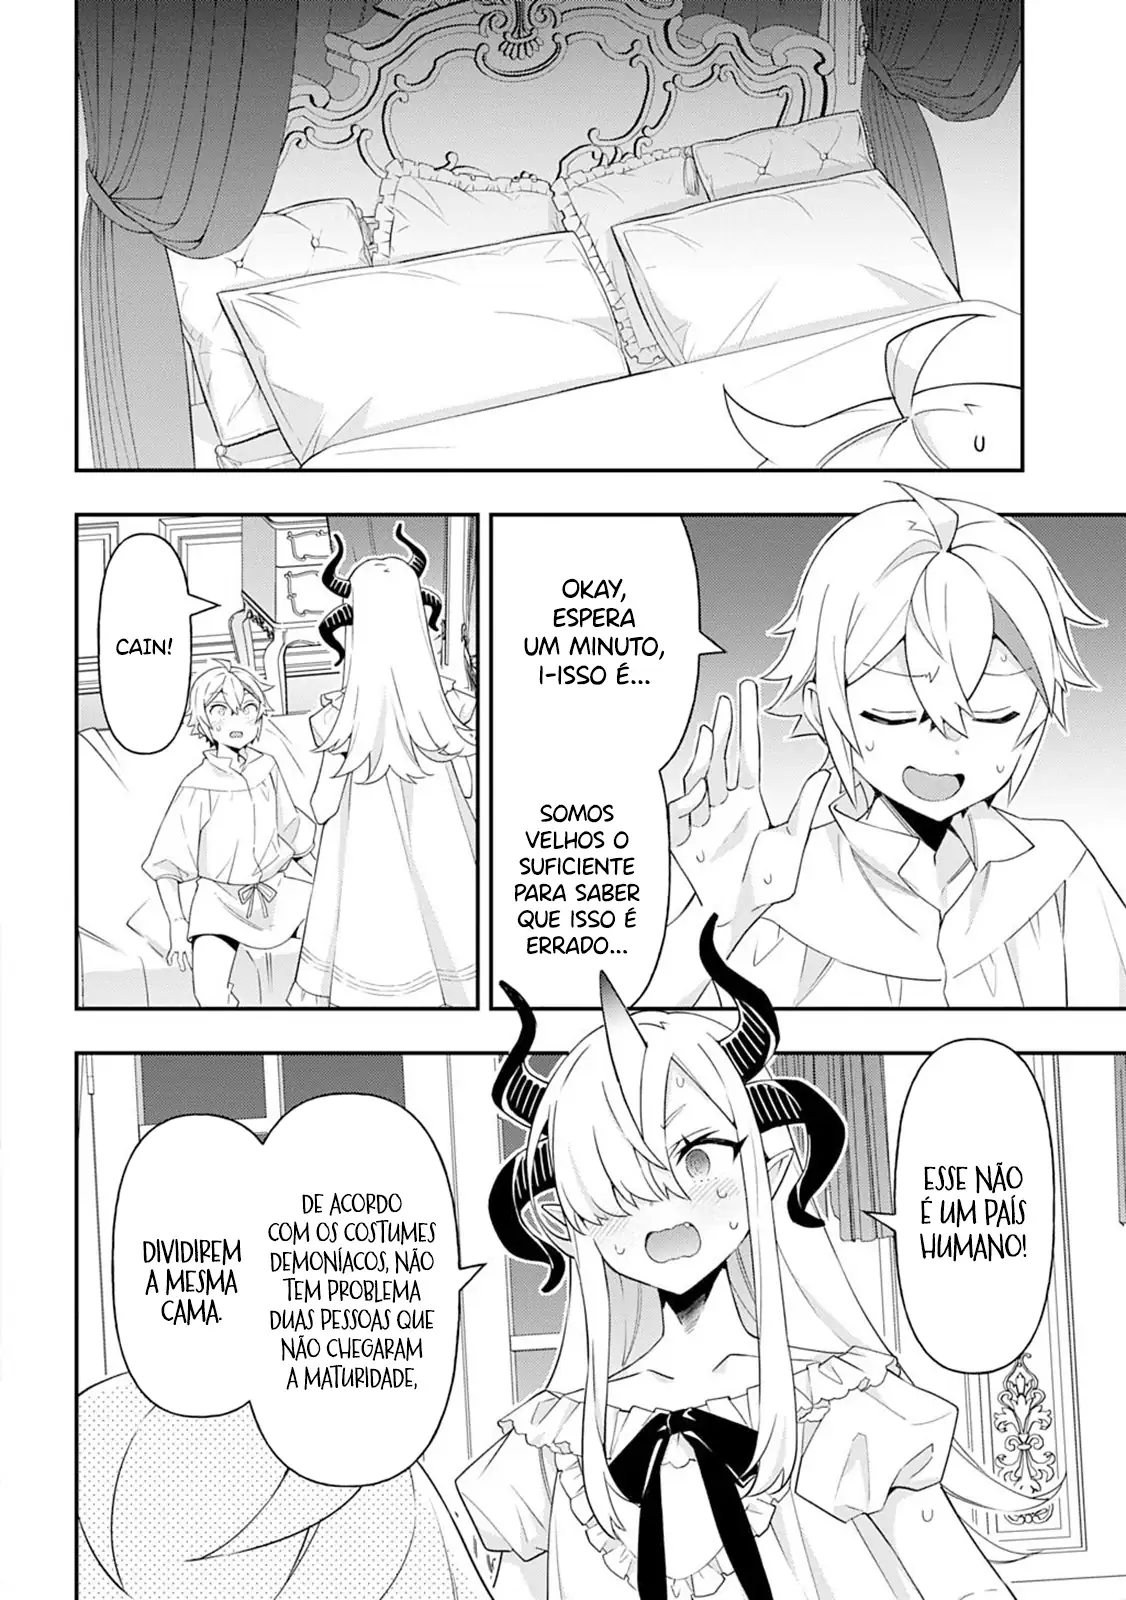 OKAY,
ESPERA
UM MINUTO,
I-ISSO É...
SOMOS
VELHOS O
SUFICIENTE
PARA SABER
QUE ISSO É
ERRADO...
CAIN!
ESSE NÃO
É UM PAÍS
HUMANO!
DE ACORDO
COM OS COSTUMES
DEMONÍACOS, NÃO
TEM PROBLEMA
DUAS PESSOAS QUE
NÃO CHEGARAM
A MATURIDADE,
DIVIDIREM
A MESMA
CAMA.